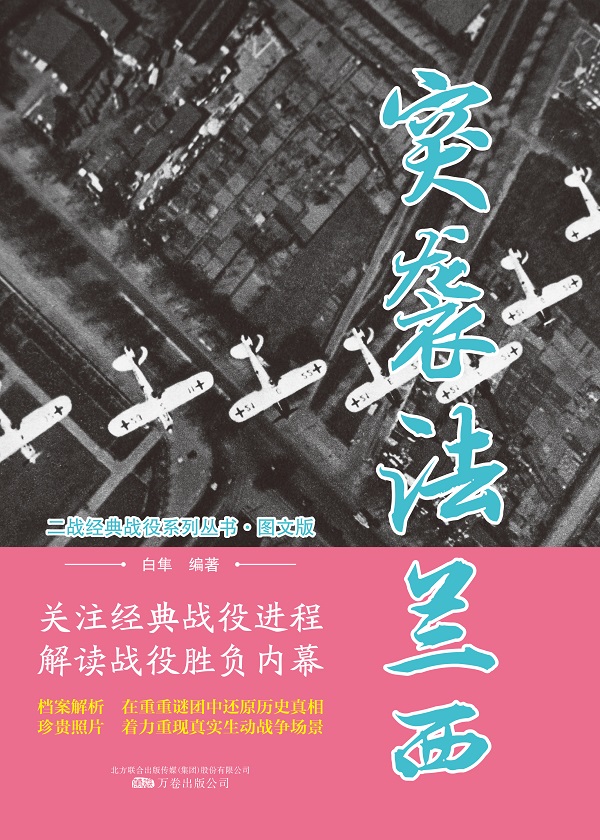 突袭法兰西
二战经典战役系列丛书·图文版
白隼 编著
关注经典战役进程
解读战役胜负内幕
档案解析 在重重谜团中还原历史真相
珍贵照片 着力重现真实生动战争场景
北方联合出版传媒(集团)股份有限公司
万卷出版公司